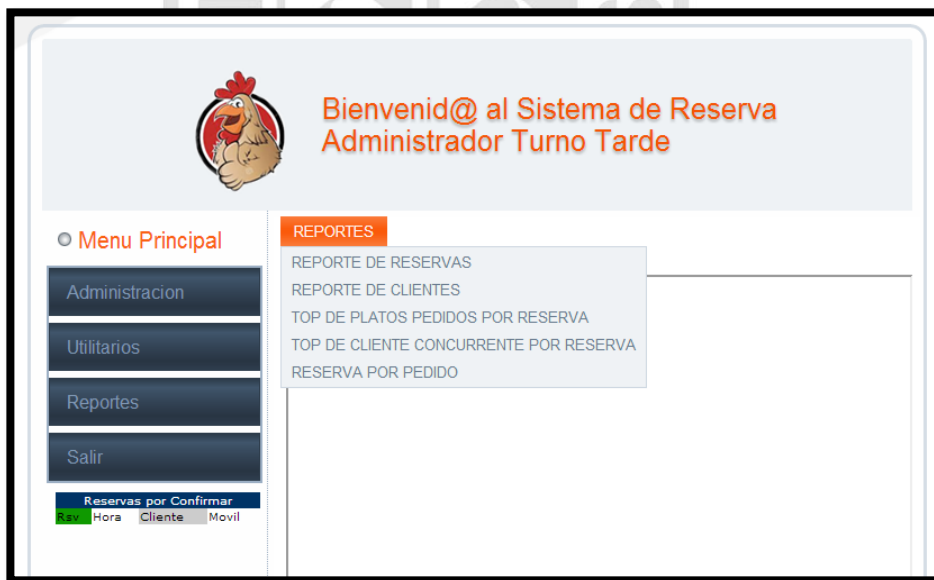 Bienvenid@ al Sistema de Reserva
Administrador Turno Tarde
Menu Principal
Administracion
Utilitarios
Reportes
Salir
Reservas por Confirmar
Rsv Hora Cliente Movil
REPORTES
REPORTE DE RESERVAS
REPORTE DE CLIENTES
TOP DE PLATOS PEDIDOS POR RESERVA
TOP DE CLIENTE CONCURRENTE POR RESERVA
RESERVA POR PEDIDO